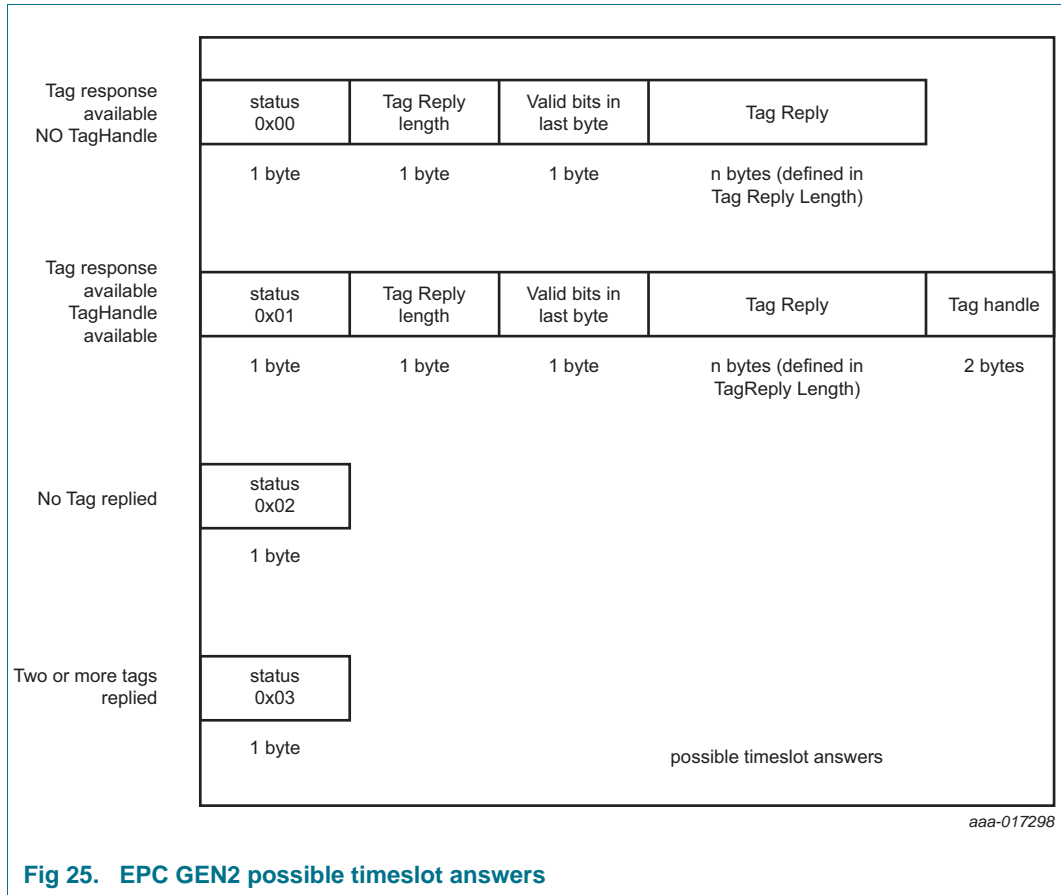 Tag response
available
NO TagHandle
status
0x00
Tag Reply
length
Valid bits in
last byte
Tag Reply
1 byte
1 byte
1 byte
n bytes (defined in
Tag Reply Length)
Tag response
available
TagHandle
available
status
0x01
Tag Reply
length
Valid bits in
last byte
Tag Reply
Tag handle
1 byte
1 byte
1 byte
n bytes (defined in
TagReply Length)
2 bytes
No Tag replied
status
0x02
1 byte
Two or more tags
replied
status
0x03
1 byte
possible timeslot answers
aaa-017298
Fig 25. EPC GEN2 possible timeslot answers